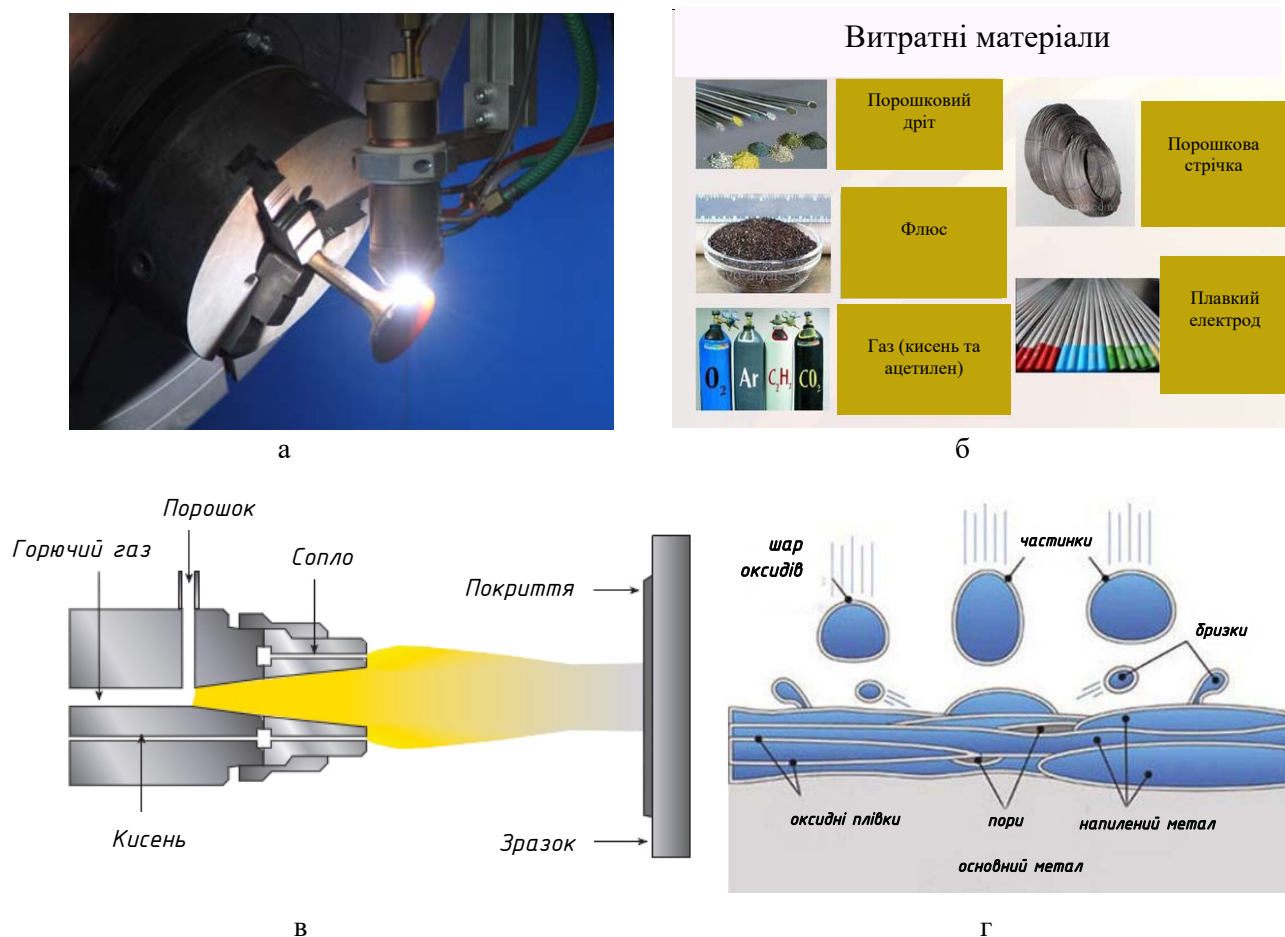 Витратні матеріали
Порошковий
дріт
Порошкова
стрічка
Флюс
Плавкий
електрод
Газ (кисень та
ацетилен)
O₂ Ar C₂H₂ CO₂
а
б
Порошок
Горючий газ
Сопло
Покриття
Кисень
Зразок
шар
оксидів
частинки
бризки
оксидні плівки
пори
напилений метал
основний метал
в
г